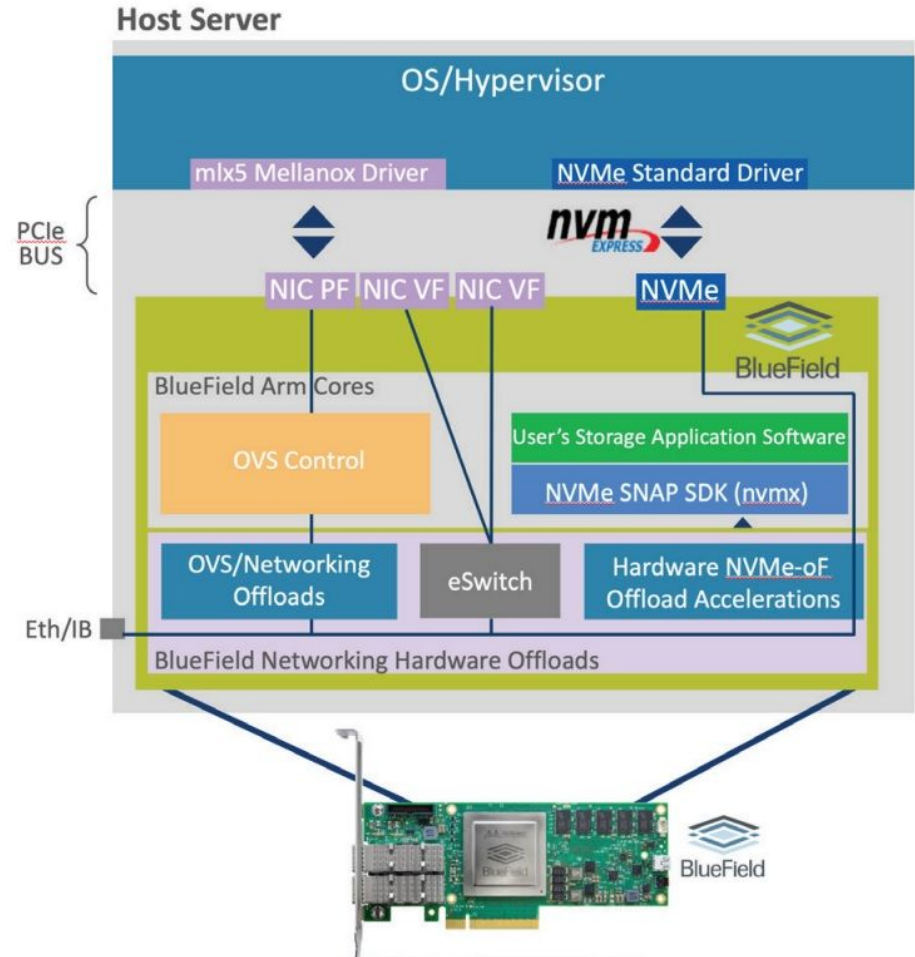 Host Server
OS/Hypervisor
mlx5 Mellanox Driver
NVMe Standard Driver
PCIe
BUS
nvm
EXPRESS
NIC PF
NIC VF
NIC VF
NVMe
BlueField
BlueField Arm Cores
OVS Control
User's Storage Application Software
NVMe SNAP SDK (nvmx)
OVS/Networking
Offloads
eSwitch
Hardware NVMe-oF
Offload Accelerations
Eth/IB
BlueField Networking Hardware Offloads
BlueField
BlueField